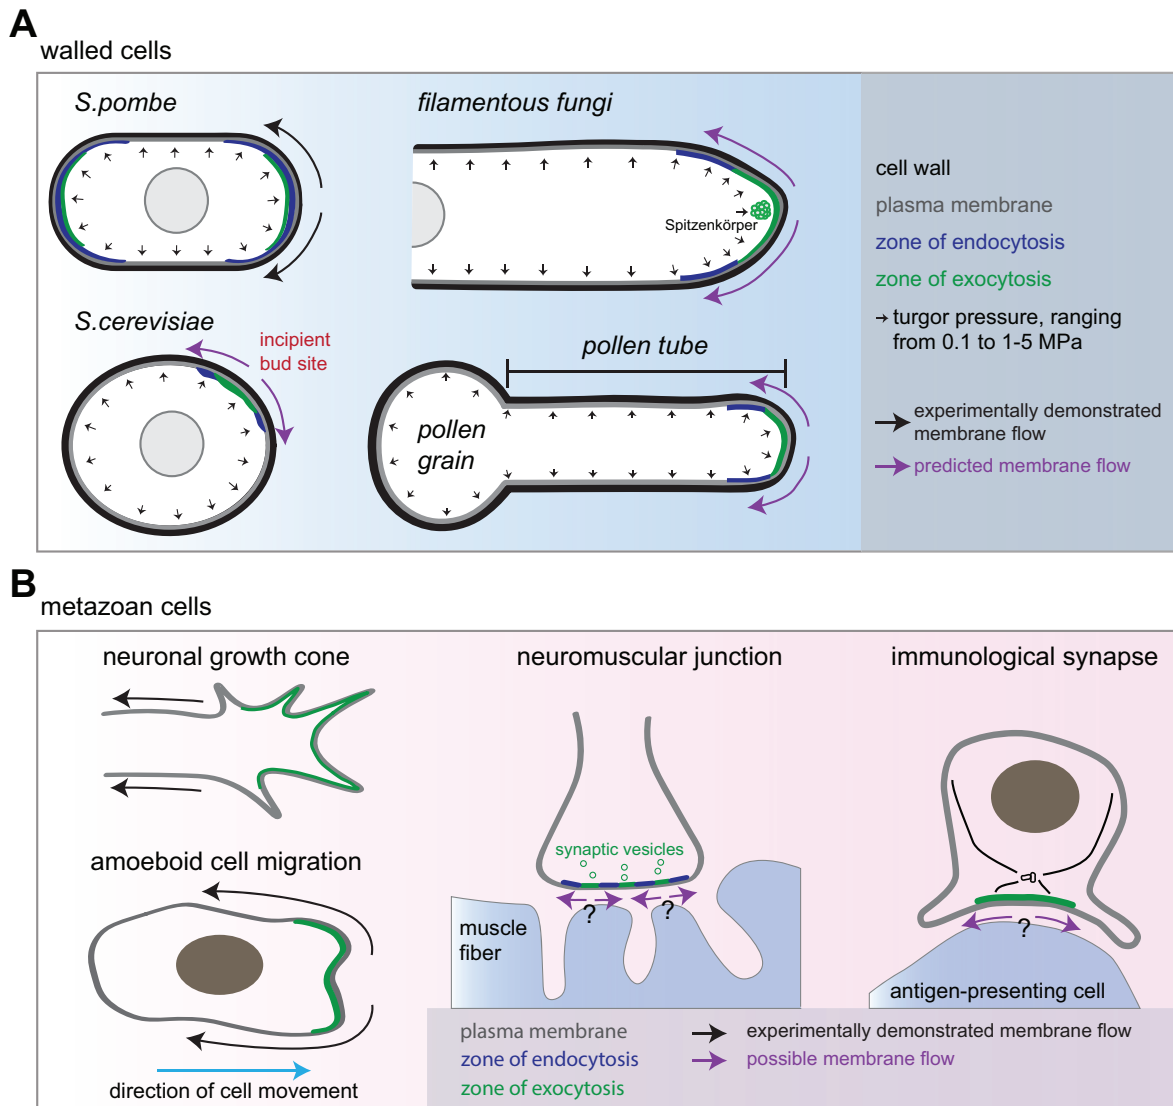 A
walled cells
S.pombe
filamentous fungi
Spitzenkörper
S.cerevisiae
incipient
bud site
pollen tube
pollen
grain
cell wall
plasma membrane
zone of endocytosis
zone of exocytosis
turgor pressure, ranging
from 0.1 to 1-5 MPa
experimentally demonstrated
membrane flow
predicted membrane flow
B
metazoan cells
neuronal growth cone
amoeboid cell migration
direction of cell movement
neuromuscular junction
synaptic vesicles
? ?
muscle
fiber
immunological synapse
?
antigen-presenting cell
plasma membrane
zone of endocytosis
zone of exocytosis
experimentally demonstrated membrane flow
possible membrane flow